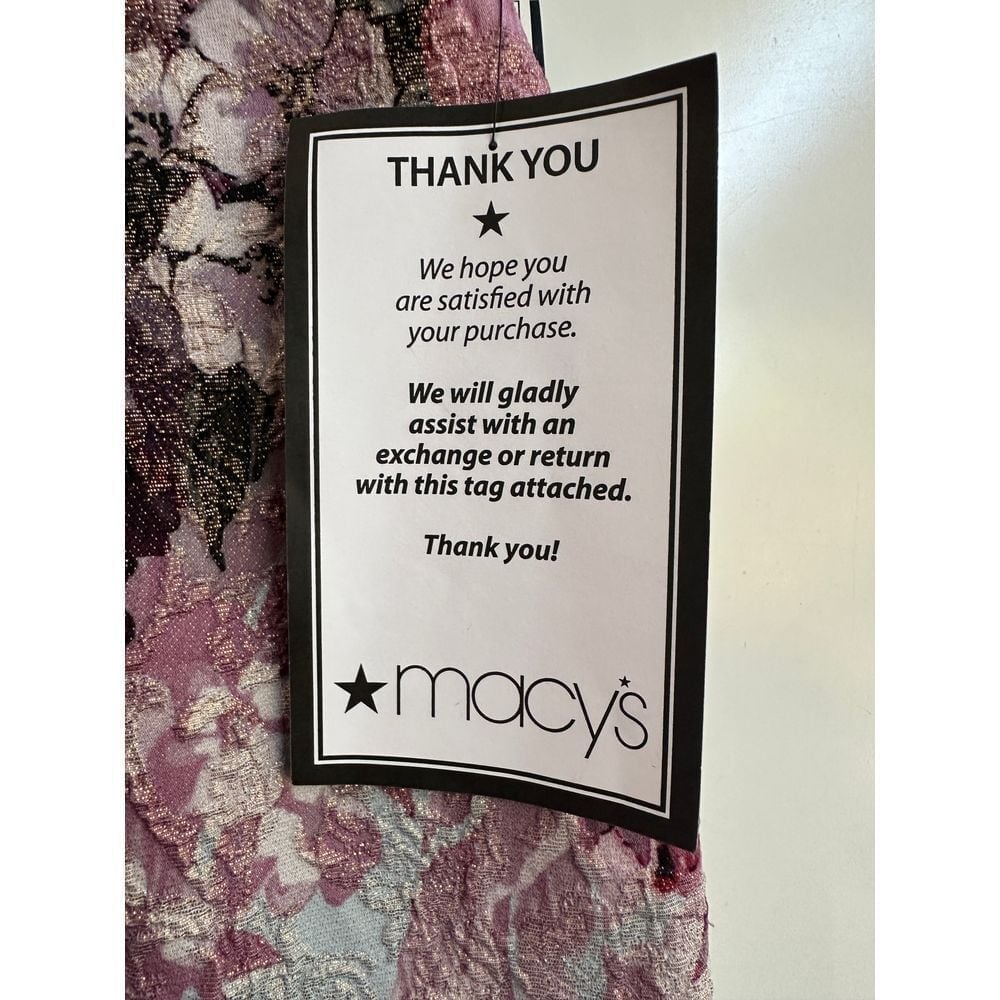 THANK YOU
We hope you
are satisfied with
your purchase.
We will gladly
assist with an
exchange or return
with this tag attached.
Thank you!
macy's